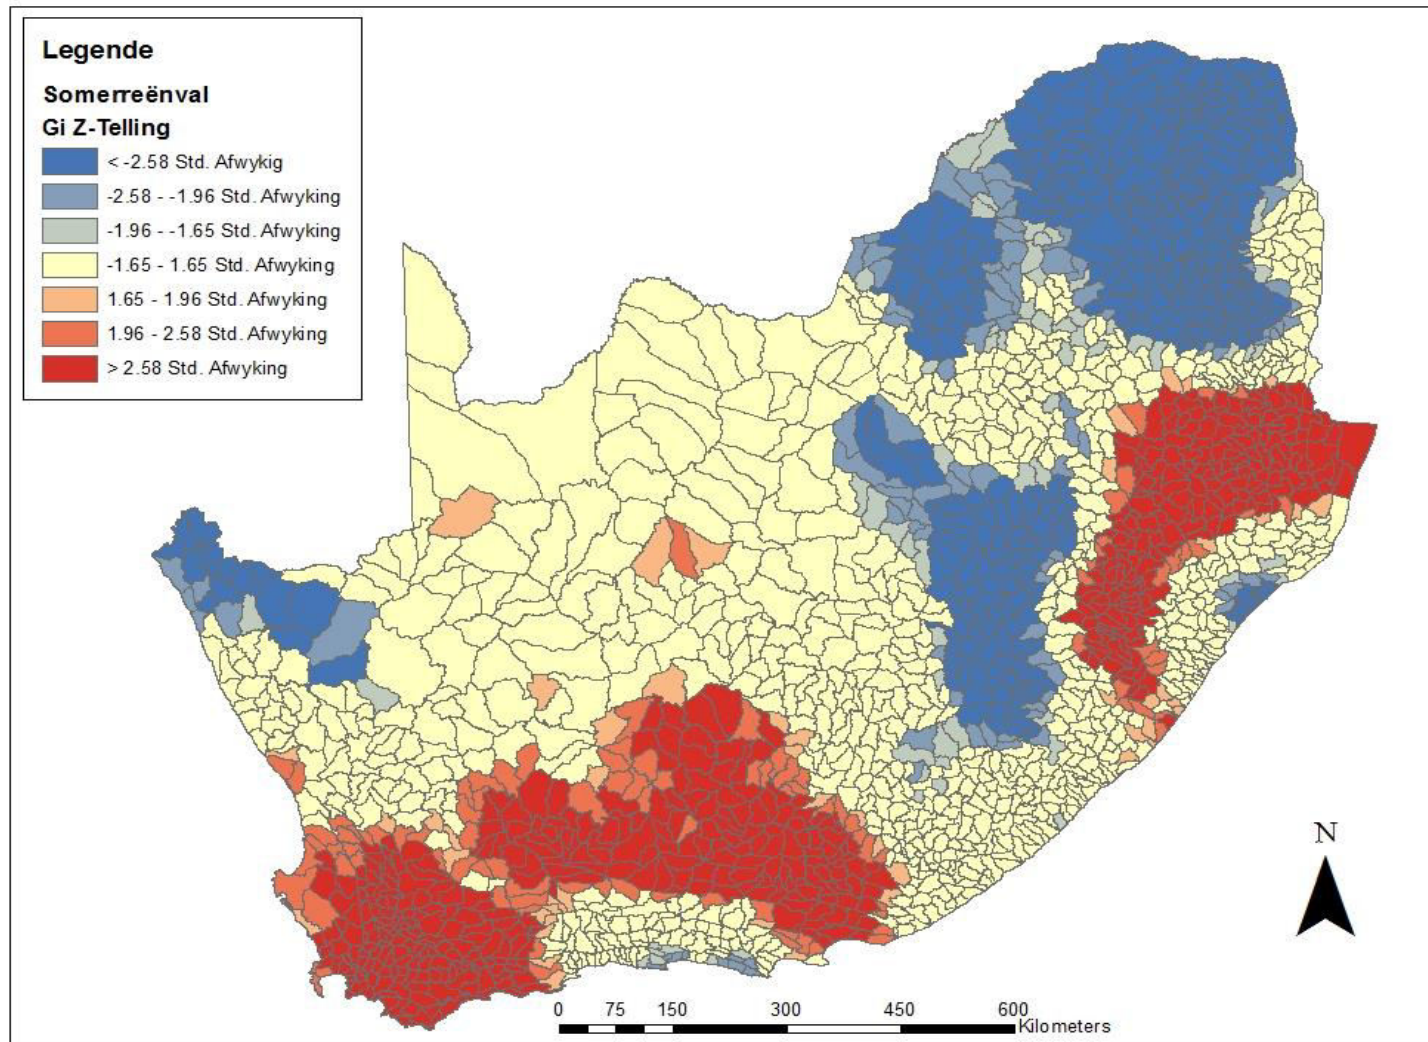 Legende
Somerreënval
Gi Z-Telling
< -2.58 Std. Afwykig
-2.58 - -1.96 Std. Afwyking
-1.96 - -1.65 Std. Afwyking
-1.65 - 1.65 Std. Afwyking
1.65 - 1.96 Std. Afwyking
1.96 - 2.58 Std. Afwyking
> 2.58 Std. Afwyking
N
0 75 150 300 450 600
Kilometers